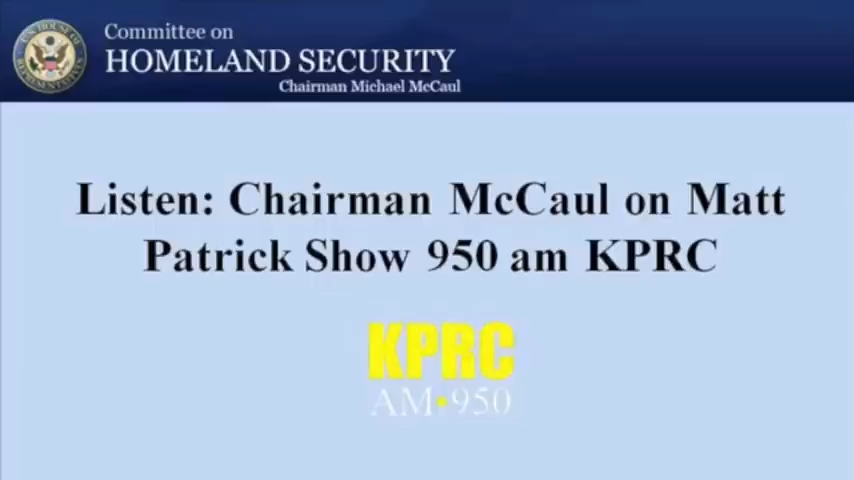 Committee on
HOMELAND SECURITY
Chairman Michael McCaul
Listen: Chairman McCaul on Matt
Patrick Show 950 am KPRC
KPRC
AM•950